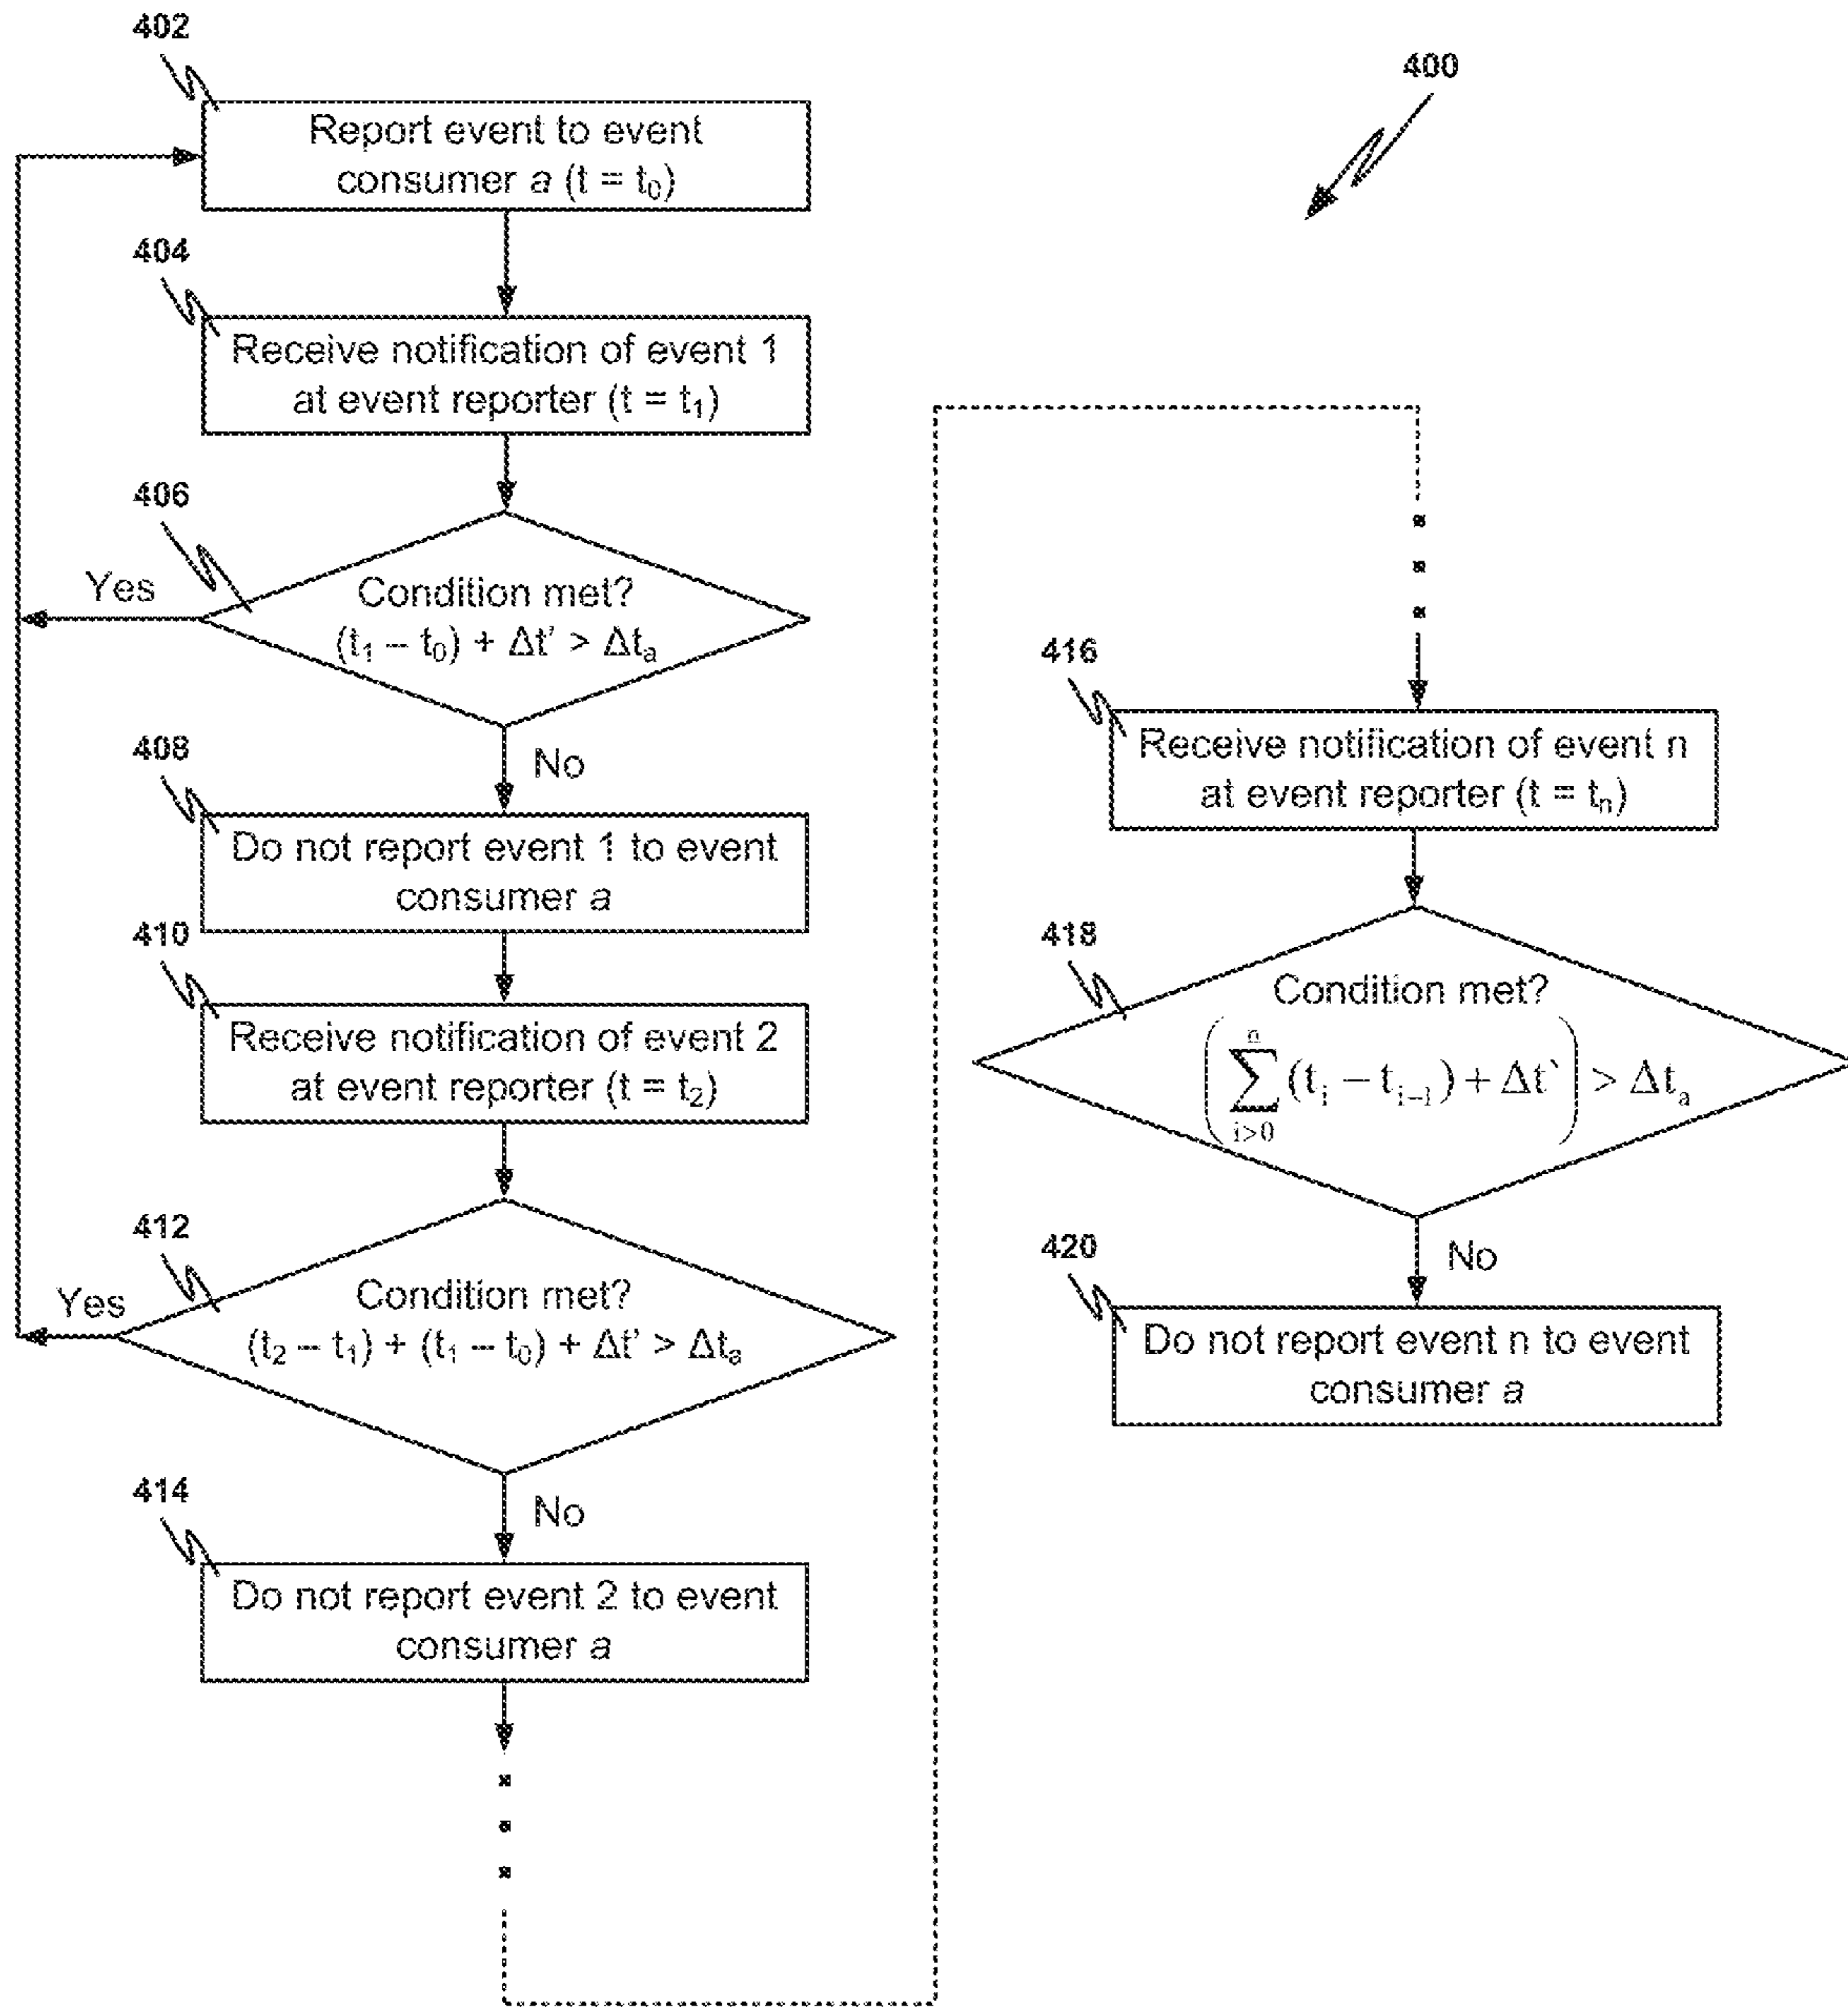 402
400
Report event to event
consumer a (t = t₀)
404
Receive notification of event 1
at event reporter (t = t₁)
406
Yes
Condition met?
(t₁ – t₀) + Δt' > Δtₐ
No
408
Do not report event 1 to event
consumer a
410
Receive notification of event 2
at event reporter (t = t₂)
412
Yes
Condition met?
(t₂ – t₁) + (t₁ – t₀) + Δt' > Δtₐ
No
414
Do not report event 2 to event
consumer a
416
Receive notification of event n
at event reporter (t = tₙ)
418
Condition met?
n
(∑(tᵢ – tᵢ₋₁) + Δt`) > Δtₐ
i>0
No
420
Do not report event n to event
consumer a